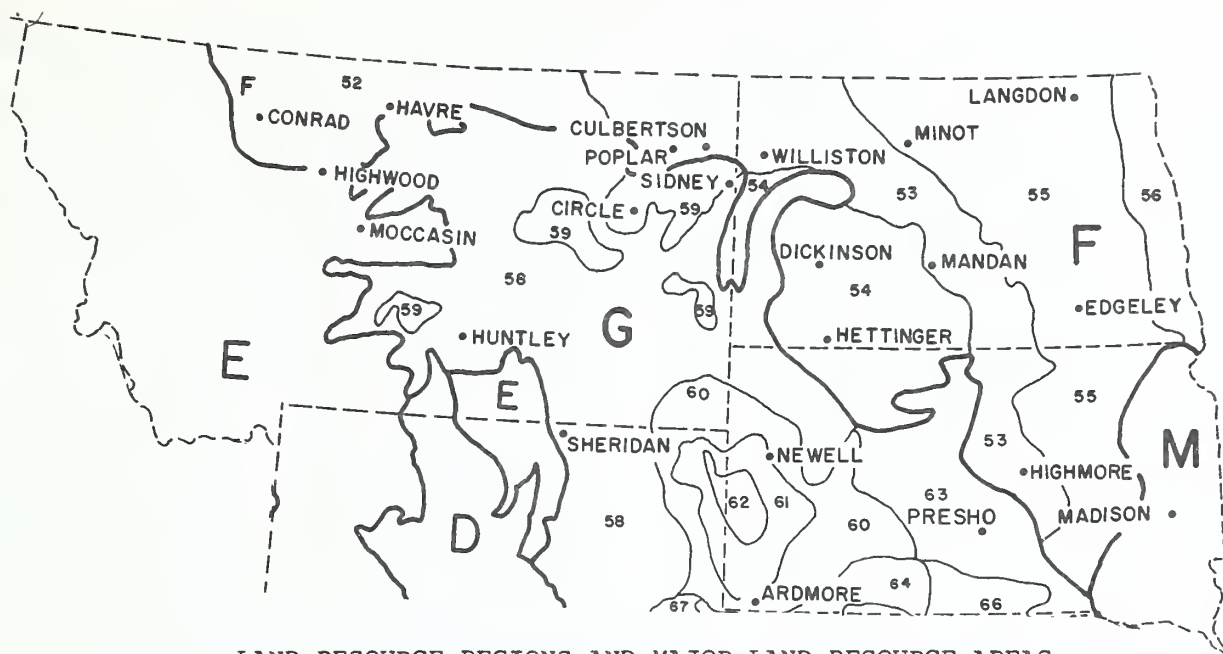 F
52
HAVRE
CONRAD
HIGHWOOD
MOCCASIN
CULBERTSON
POPLAR
SIDNEY
CIRCLE
59
59
58
59
59
HUNTLEY
G
E
E
SHERIDAN
D
58
LANGDON
MINOT
WILLISTON
54
53
55
56
F
DICKINSON
MANDAN
54
EDGELEY
HETTINGER
60
55
M
53
NEWELL
HIGHMORE
62
61
63
60
PRESHO
MADISON
ARDMORE
64
66
67
LAND RESOURCE REGIONS AND MAJOR LAND RESOURCE AREAS